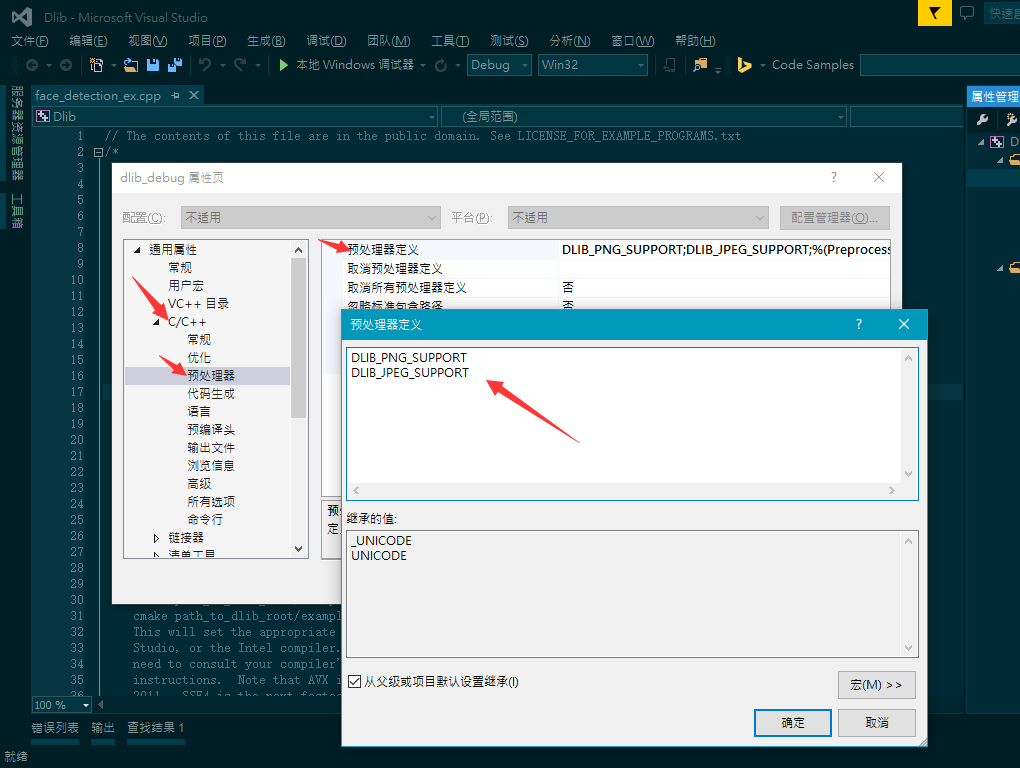 Dlib - Microsoft Visual Studio
文件(F) 编辑(E) 视图(V) 项目(P) 生成(B) 调试(D) 团队(M) 工具(T) 测试(S) 分析(N) 窗口(W) 帮助(H)
本地 Windows 调试器 Debug Win32 Code Samples
服务器资源管理器
工具箱
face_detection_ex.cpp
属性管理
Dlib (全局范围)
1 // The contents of this file are in the public domain. See LICENSE_FOR_EXAMPLE_PROGRAMS.txt
2 /*
3
4
5
6
7
8
9
10
11
12
13
14
15
16
17
18
19
20
21
22
23
24
25
26
27
28
29
30
31 cmake path_to_dlib_root/exampl
32 This will set the appropriate
33 Studio, or the Intel compiler.
34 need to consult your compiler'
35 instructions. Note that AVX i
36
dlib_debug 属性页
?
配置(C): 不适用 平台(P): 不适用 配置管理器(O)...
通用属性
常规
用户宏
VC++ 目录
C/C++
常规
优化
预处理器
代码生成
语言
预编译头
输出文件
浏览信息
高级
所有选项
命令行
链接器
清单工具
预处理器定义 DLIB_PNG_SUPPORT;DLIB_JPEG_SUPPORT;%(Preprocess
取消预处理器定义
取消所有预处理器定义 否
忽略标准包含路径 否
预处理器定义
?
DLIB_PNG_SUPPORT
DLIB_JPEG_SUPPORT
继承的值:
_UNICODE
UNICODE
从父级或项目默认设置继承(I)
宏(M) >>
确定 取消
100 %
错误列表 输出 查找结果 1
就绪